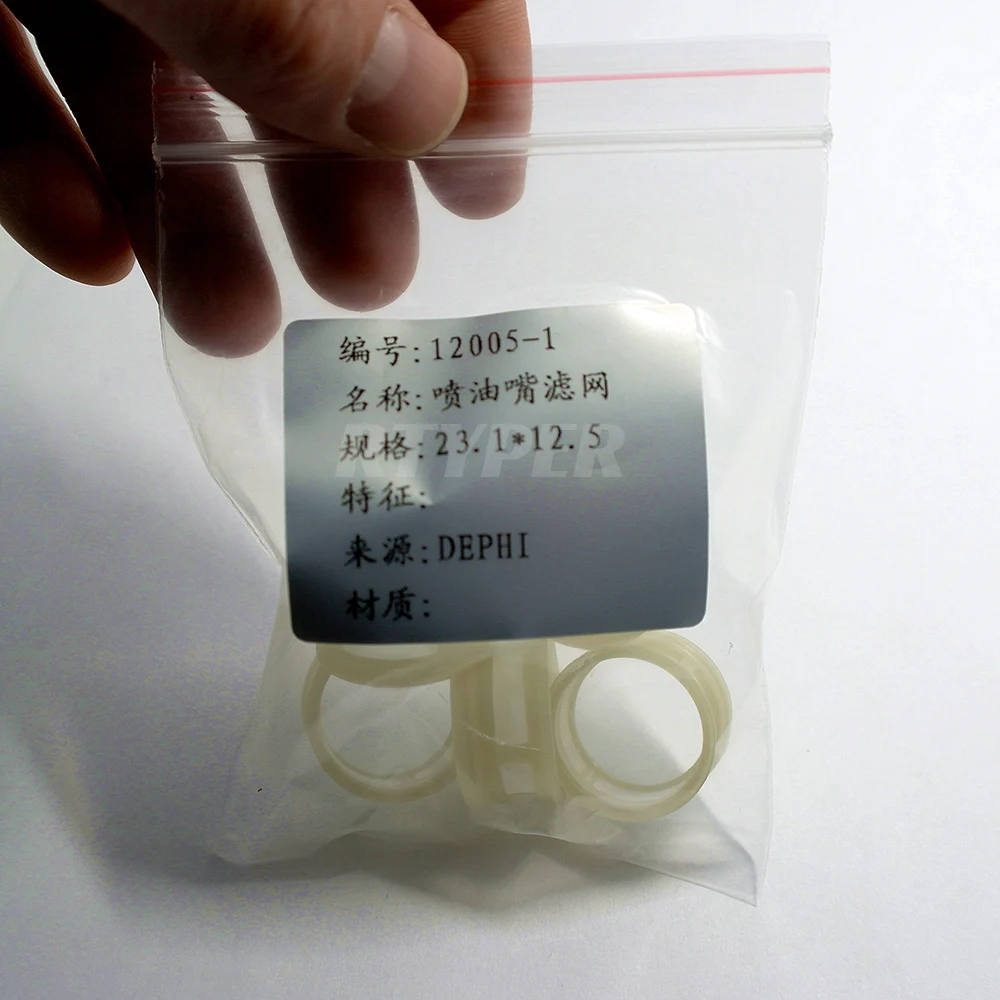 编号:12005-1
名称:喷油嘴滤网
规格:23.1*12.5
RTYPER
特征:
来源:DEPHI
材质: